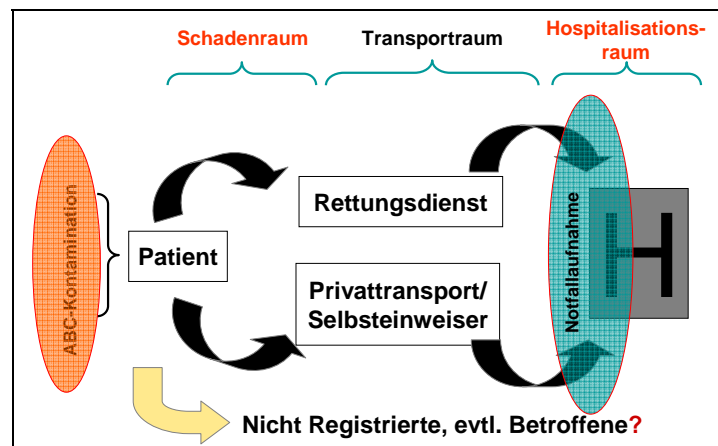 Schadenraum
Transportraum
Hospitalisations-
raum
ABC-Kontamination
Patient
Rettungsdienst
Privattransport/
Selbsteinweiser
Notfallaufnahme
H
Nicht Registrierte, evtl. Betroffene?